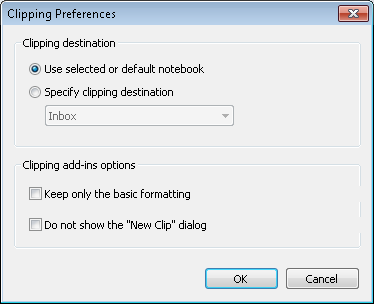 Clipping Preferences
Clipping destination
Use selected or default notebook
Specify clipping destination
Inbox
Clipping add-ins options
Keep only the basic formatting
Do not show the "New Clip" dialog
OK
Cancel